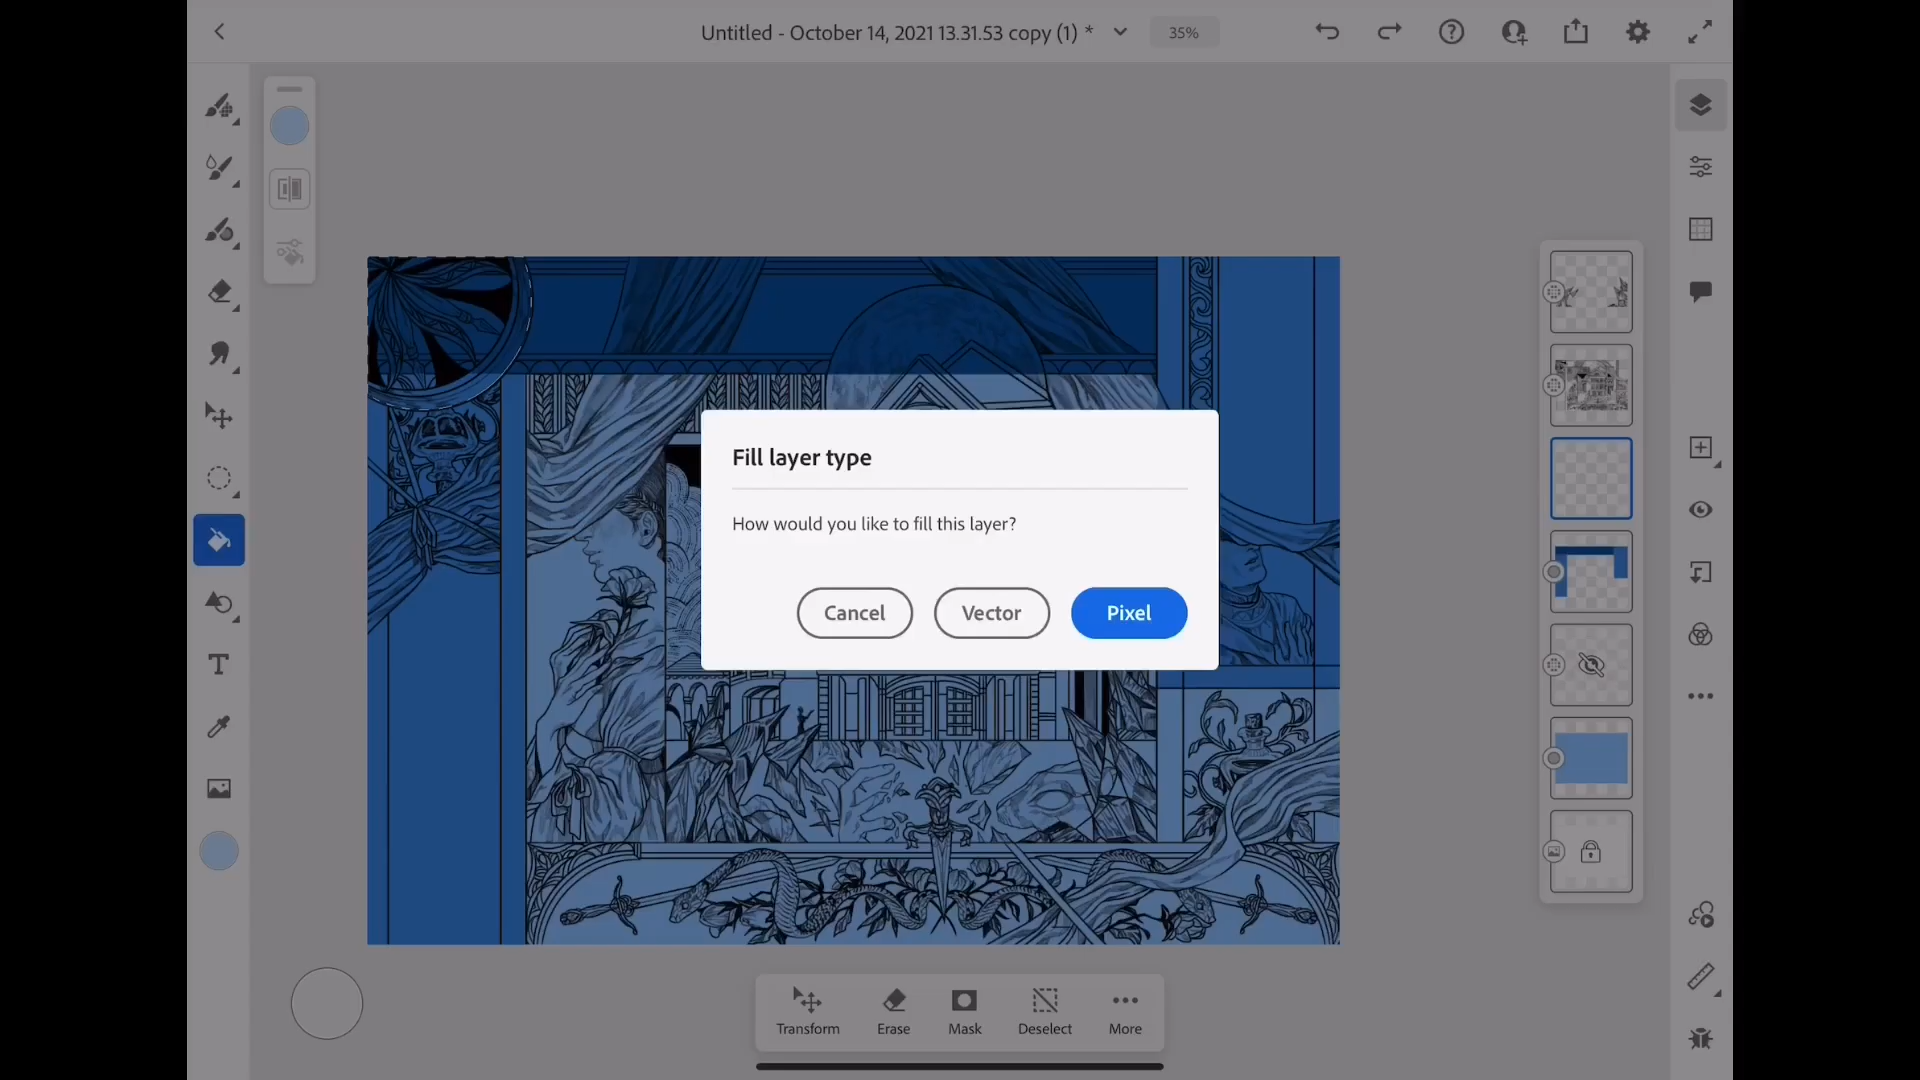 Untitled - October 14, 2021 13.31.53 copy (1) *
35%
Fill layer type
How would you like to fill this layer?
Cancel
Vector
Pixel
T
Transform
Erase
Mask
Deselect
More